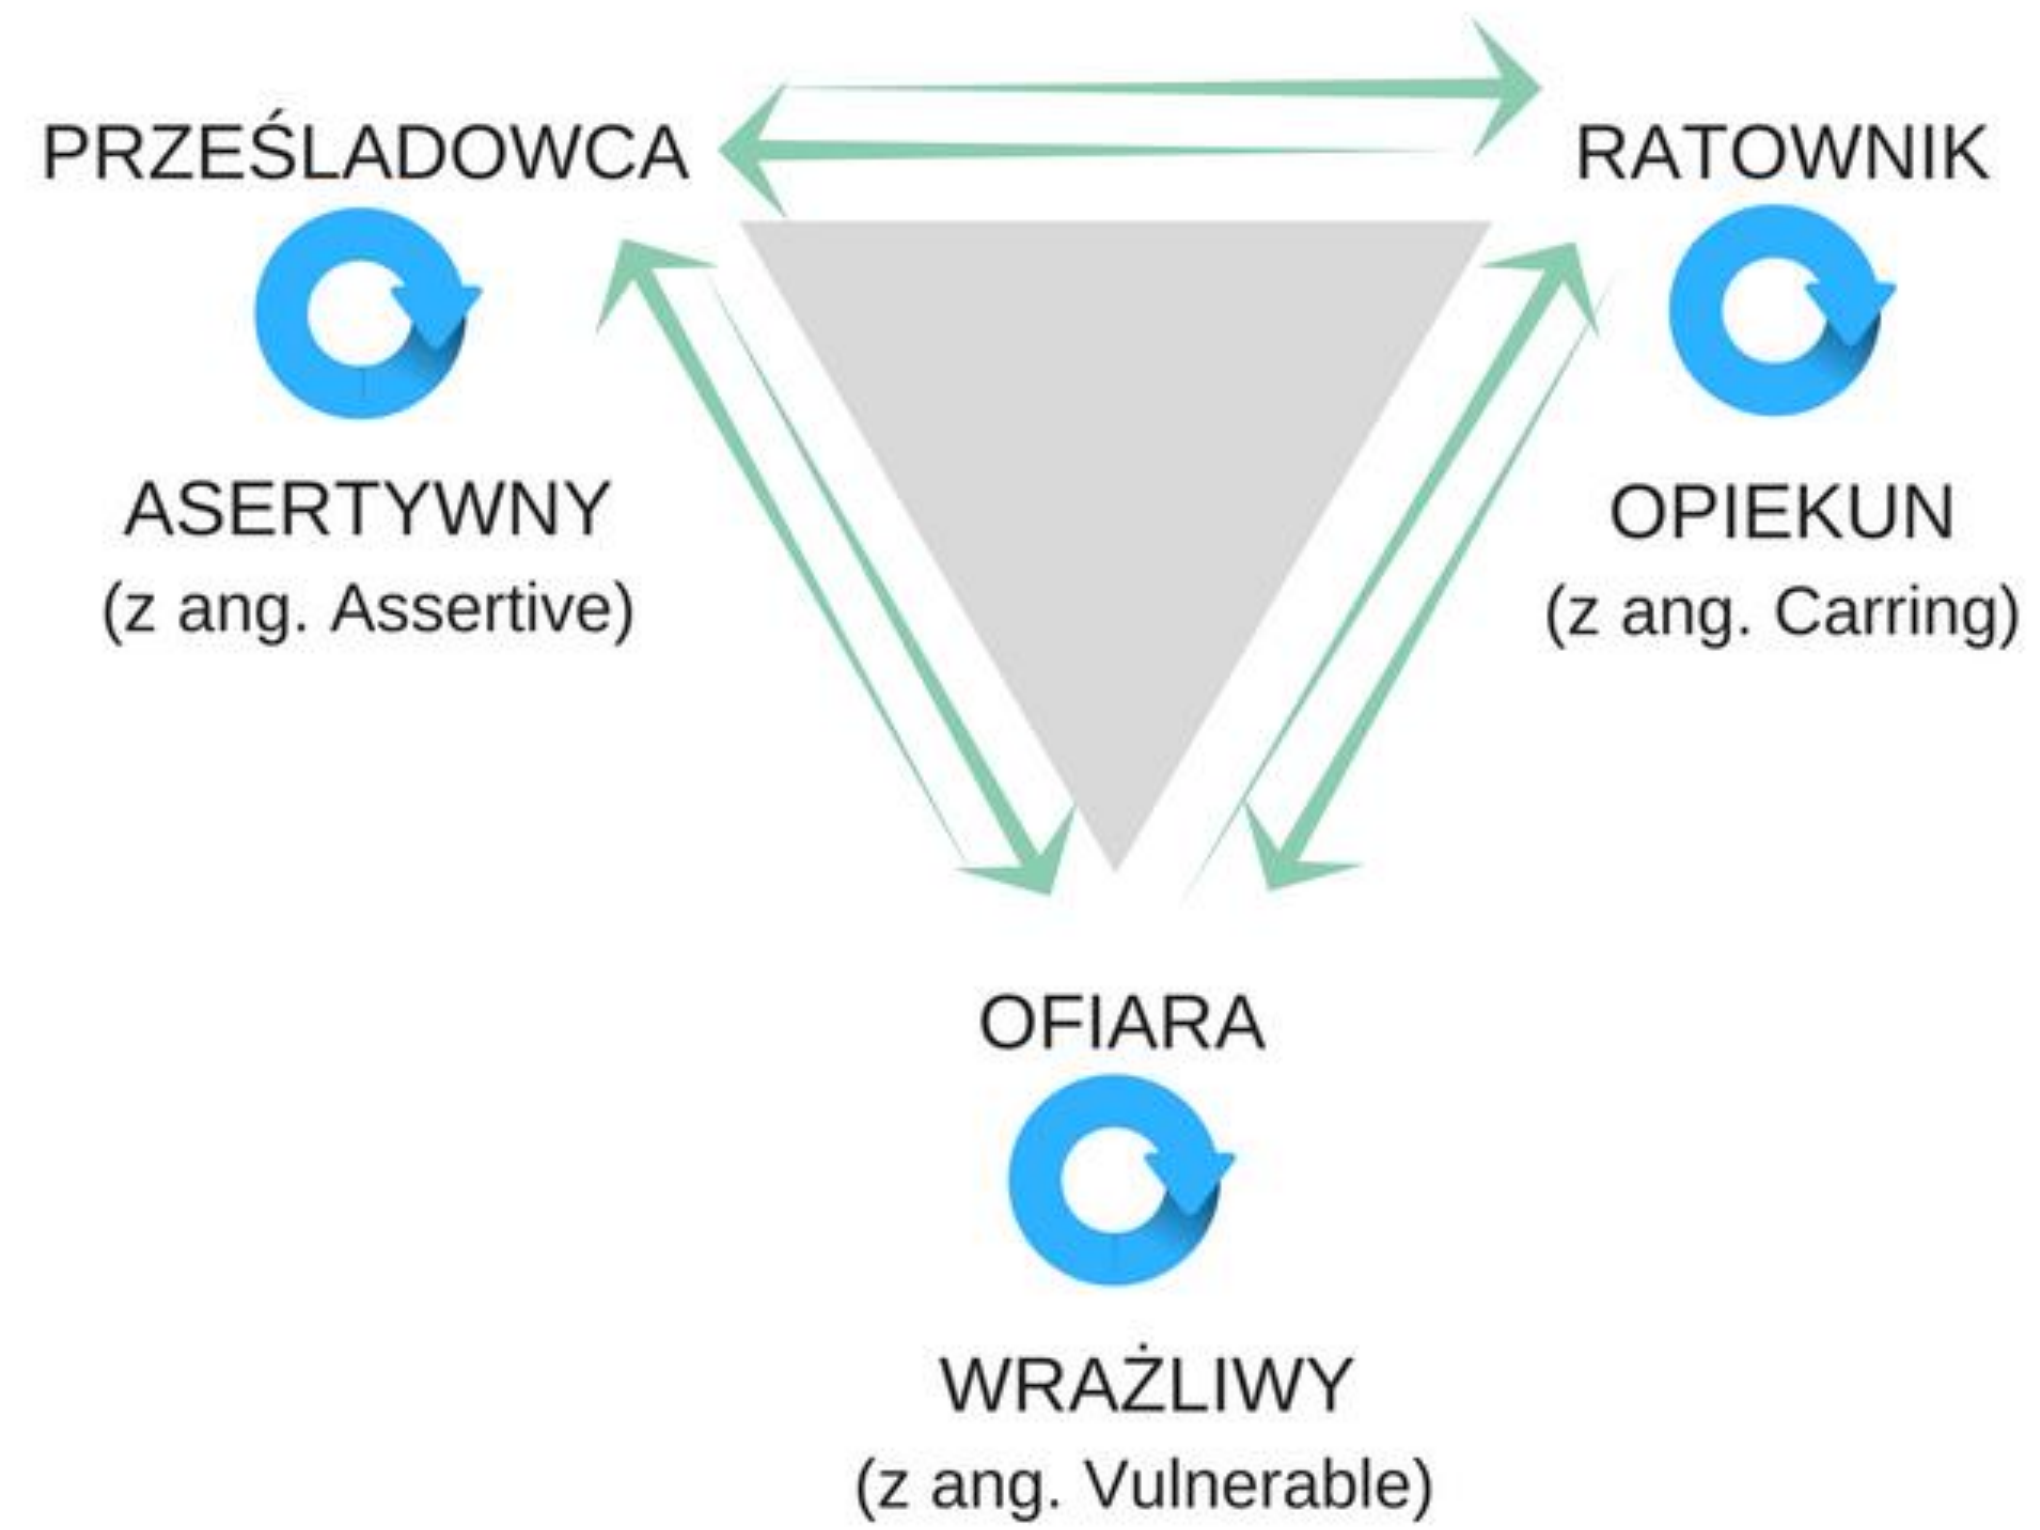 PRZEŚLADOWCA
RATOWNIK
ASERTYWNY
(z ang. Assertive)
OPIEKUN
(z ang. Carring)
OFIARA
WRAŻLIWY
(z ang. Vulnerable)